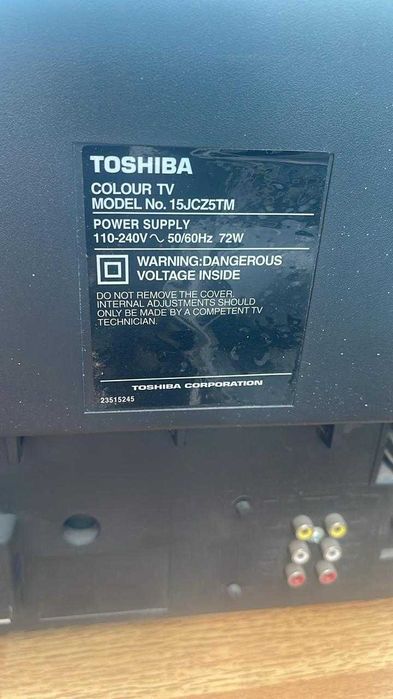 TOSHIBA
COLOUR TV
MODEL No. 15JCZ5TM
POWER SUPPLY
110-240V ~ 50/60Hz 72W
WARNING:DANGEROUS
VOLTAGE INSIDE
DO NOT REMOVE THE COVER.
INTERNAL ADJUSTMENTS SHOULD
ONLY BE MADE BY A COMPETENT TV
TECHNICIAN.
TOSHIBA CORPORATION
23515245